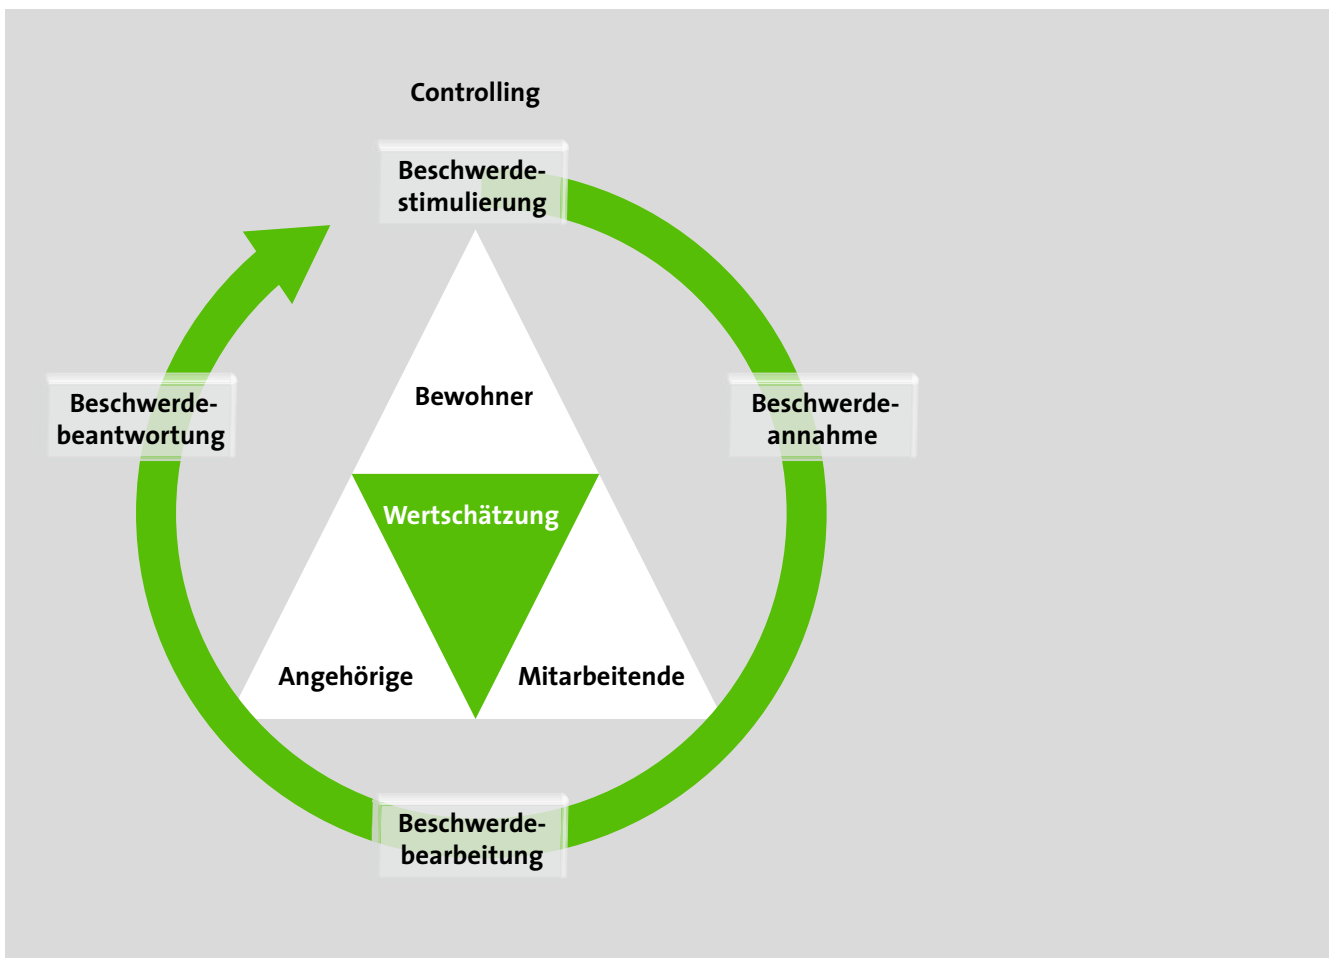 Controlling
Beschwerde-
stimulierung
Beschwerde-
beantwortung
Bewohner
Beschwerde-
annahme
Wertschätzung
Angehörige
Mitarbeitende
Beschwerde-
bearbeitung